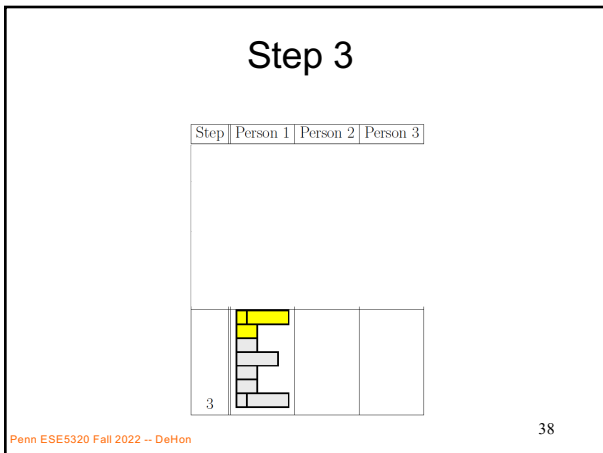 Step 3
Step Person 1 Person 2 Person 3
3
Penn ESE5320 Fall 2022 -- DeHon
38